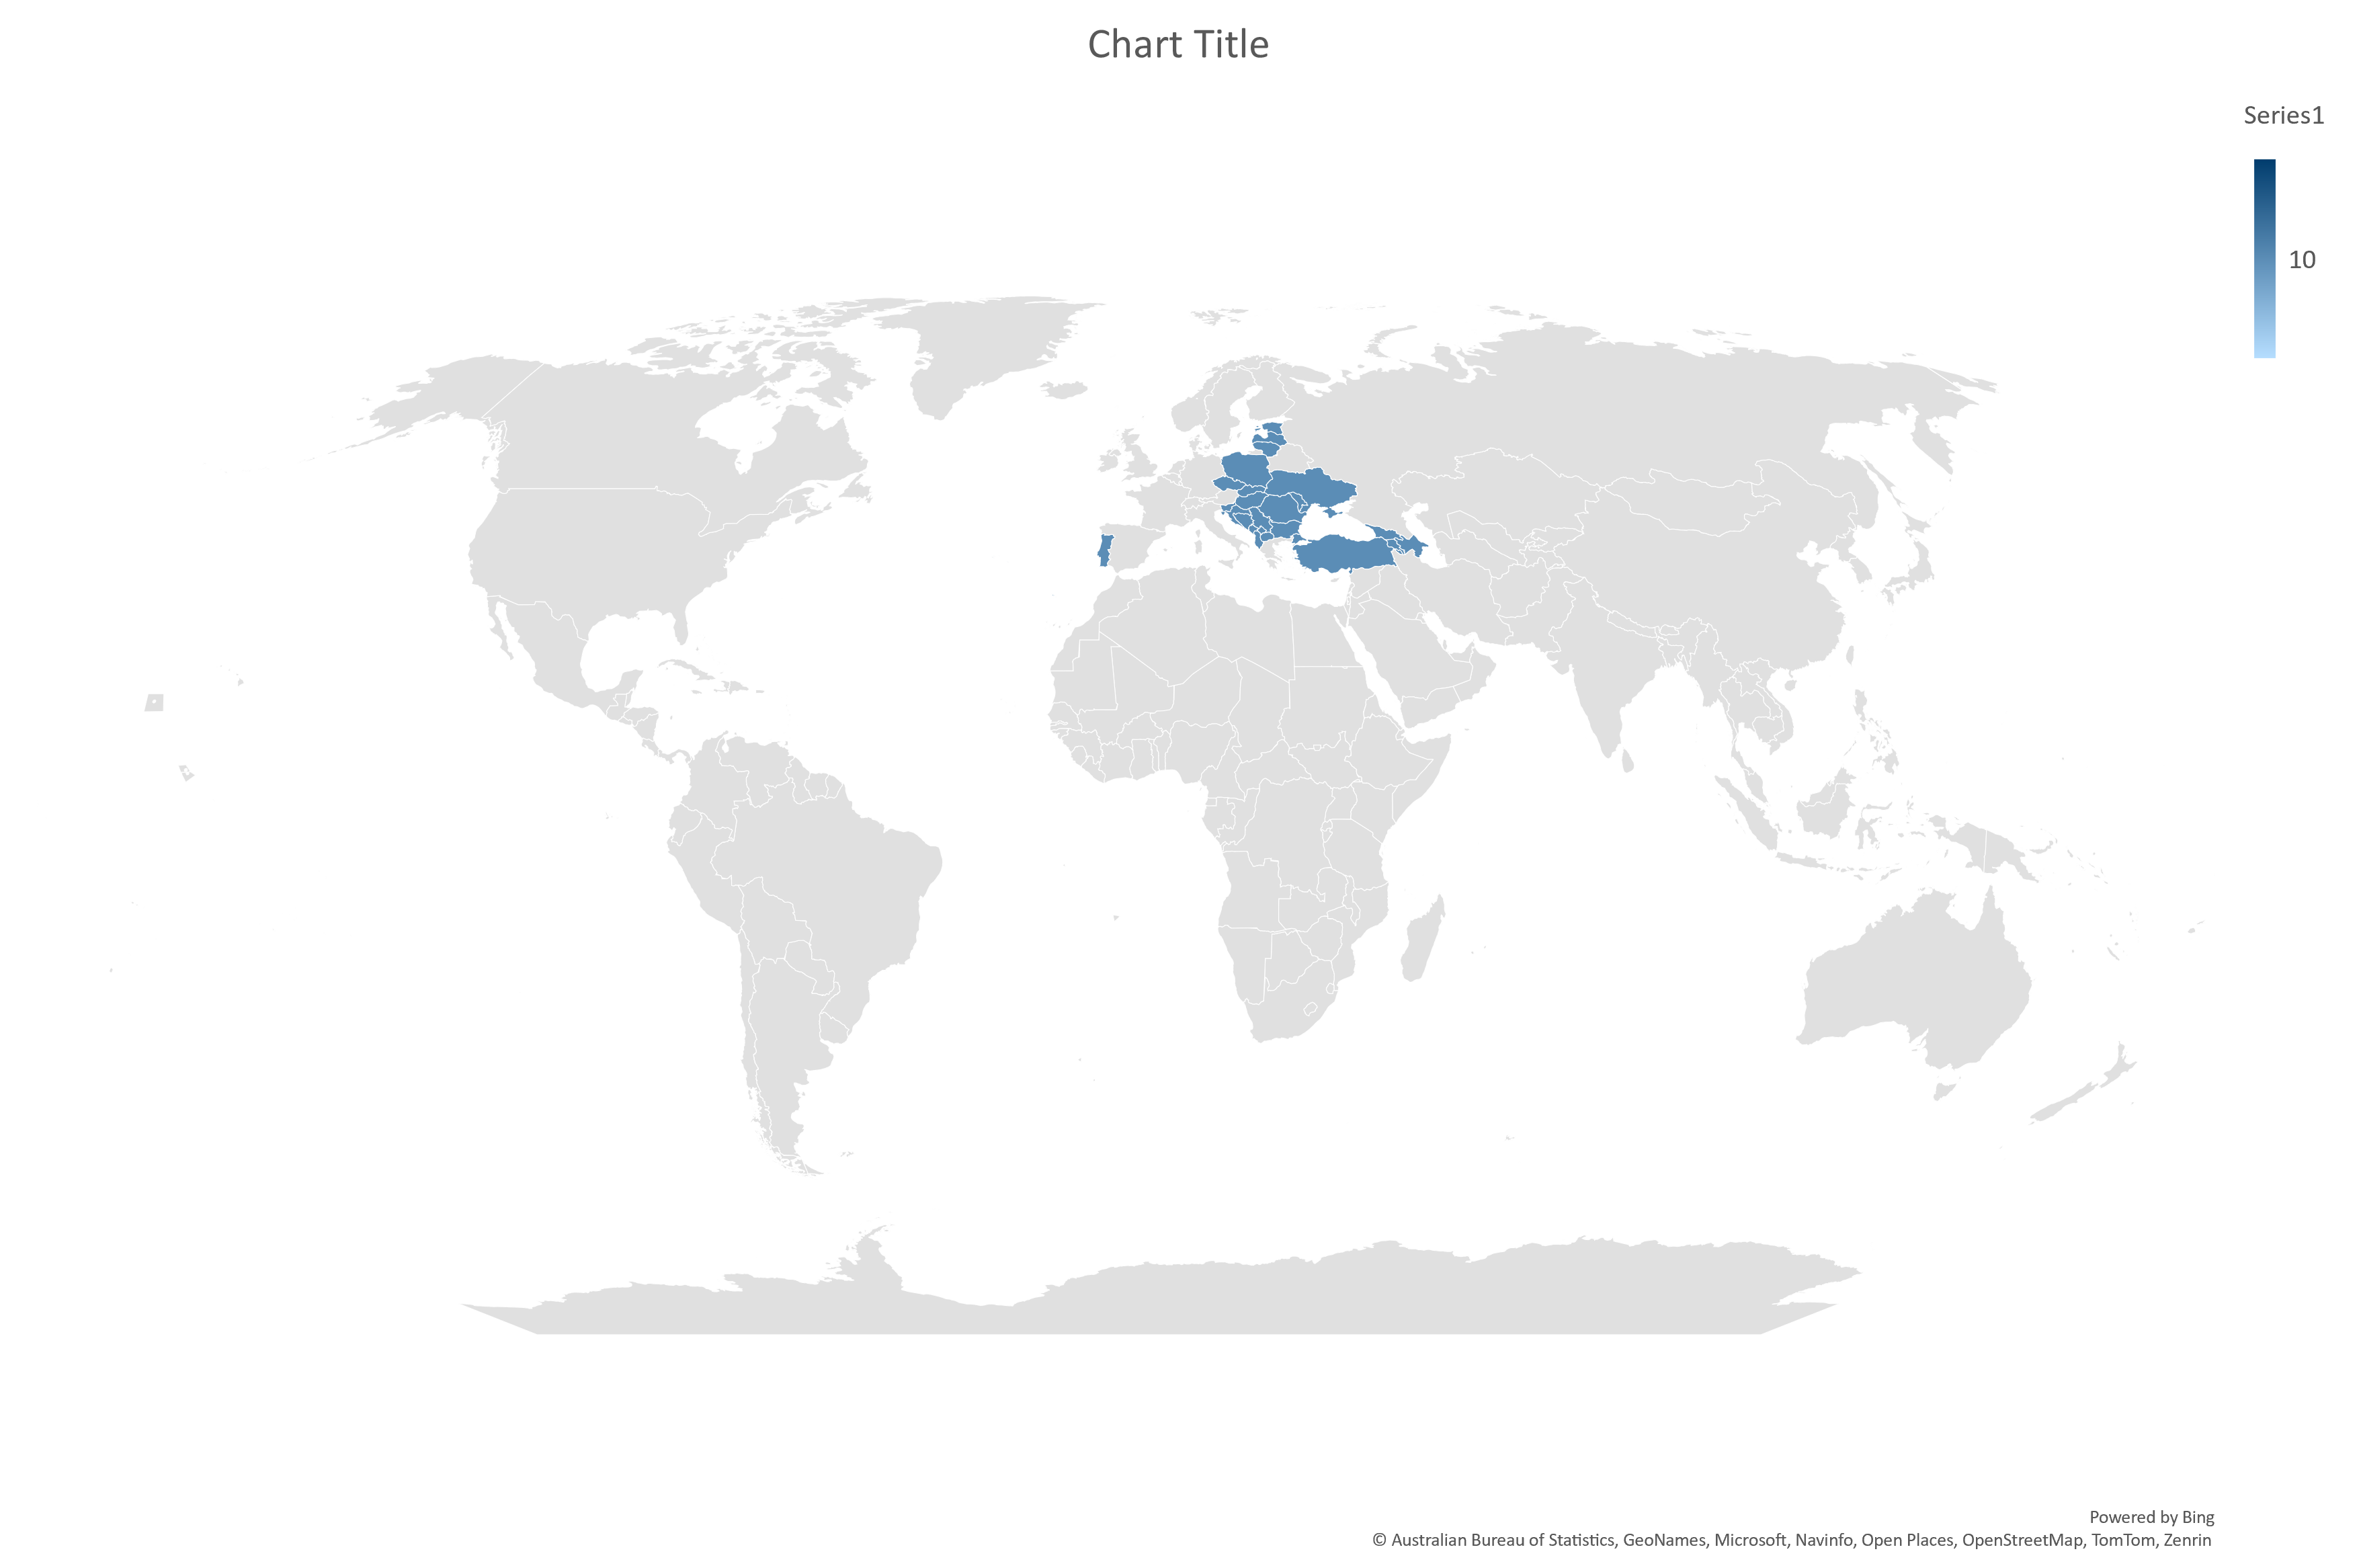 Chart Title
Series1
10
Powered by Bing
© Australian Bureau of Statistics, GeoNames, Microsoft, Navinfo, Open Places, OpenStreetMap, TomTom, Zenrin